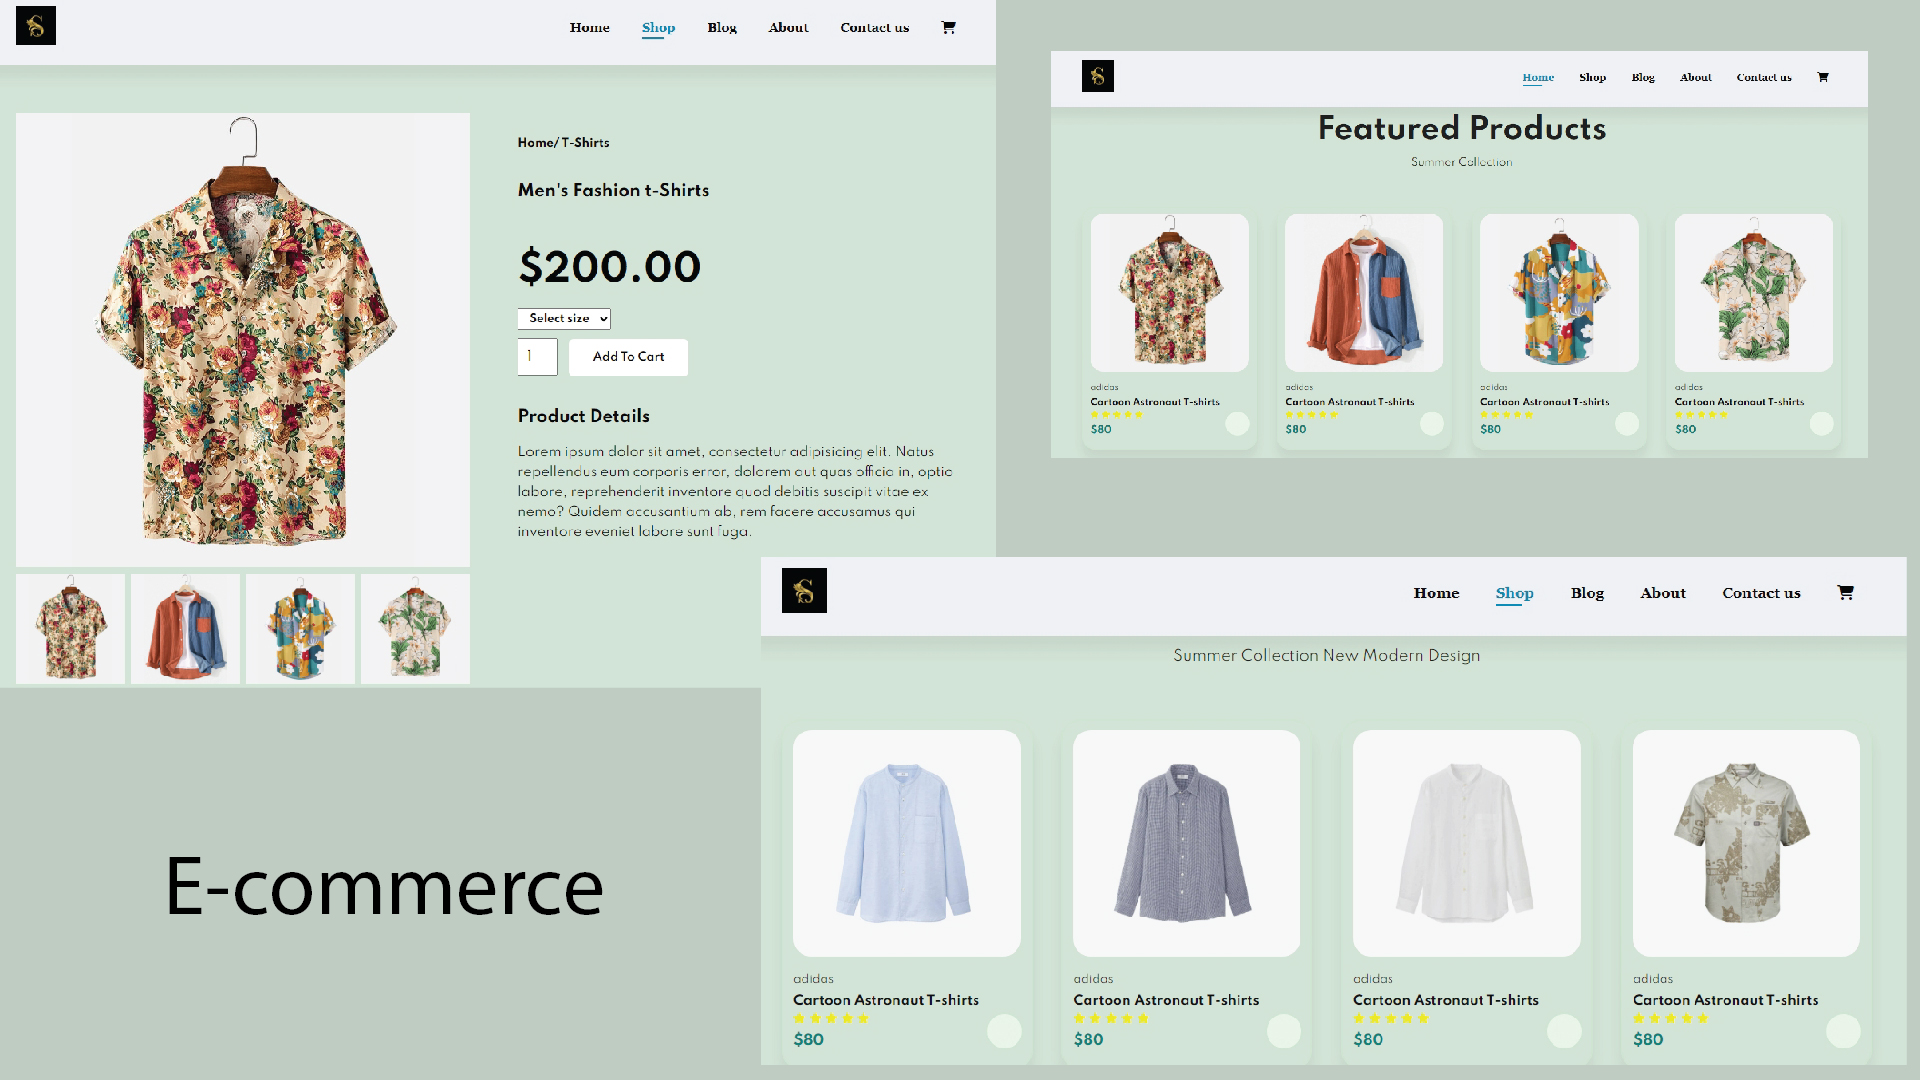 Home Shop Blog About Contact us
Home/ T-Shirts
Men's Fashion t-Shirts
$200.00
Select size
1
Add To Cart
Product Details
Lorem ipsum dolor sit amet, consectetur adipisicing elit. Natus
repellendus eum corporis error, dolorem aut quas officia in, optio
labore, reprehenderit inventore quod debitis suscipit vitae ex
nemo? Quidem accusantium ab, rem facere accusamus qui
inventore eveniet labore sunt fuga.
Home Shop Blog About Contact us
Featured Products
Summer Collection
adidas adidas adidas adidas
Cartoon Astronaut T-shirts Cartoon Astronaut T-shirts Cartoon Astronaut T-shirts Cartoon Astronaut T-shirts
$80 $80 $80 $80
Home Shop Blog About Contact us
Summer Collection New Modern Design
adidas adidas adidas adidas
Cartoon Astronaut T-shirts Cartoon Astronaut T-shirts Cartoon Astronaut T-shirts Cartoon Astronaut T-shirts
$80 $80 $80 $80
E-commerce